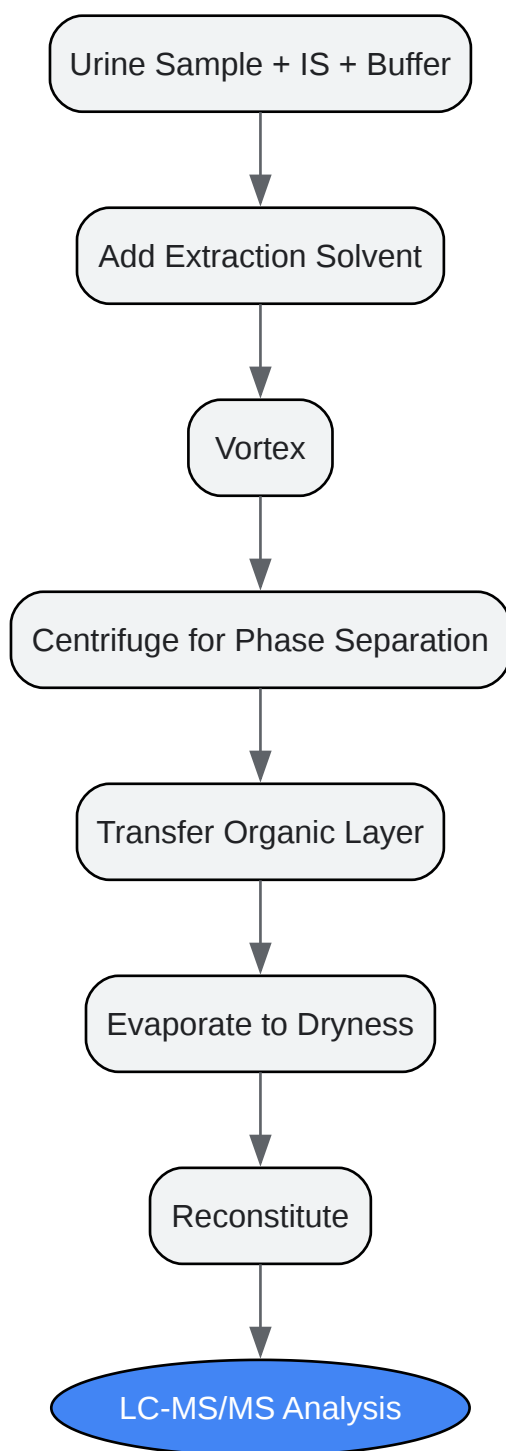 Urine Sample + IS + Buffer
Add Extraction Solvent
Vortex
Centrifuge for Phase Separation
Transfer Organic Layer
Evaporate to Dryness
Reconstitute
LC-MS/MS Analysis